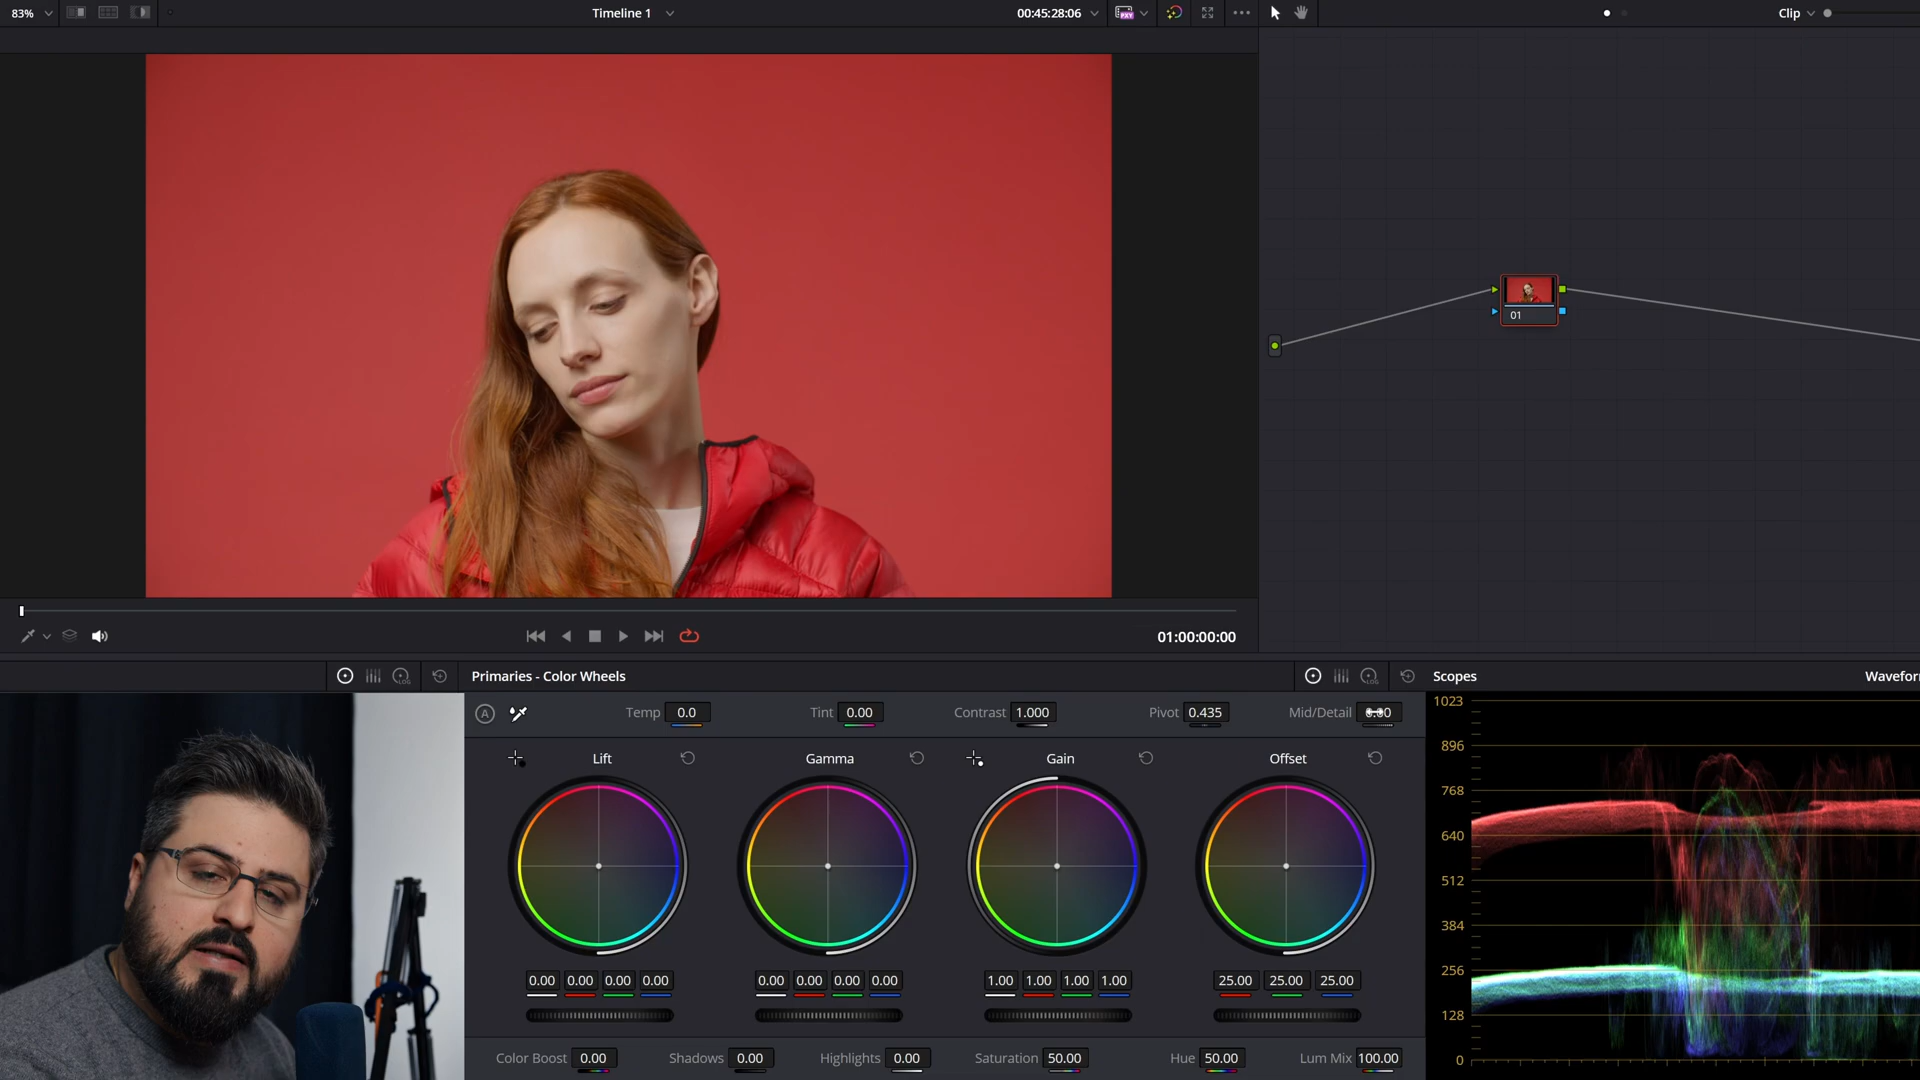 83% Timeline 1 00:45:28:06 PXY Clip
01
01:00:00:00
LOG Primaries - Color Wheels LOG Scopes
A Temp 0.0 Tint 0.00 Contrast 1.000 Pivot 0.435 Mid/Detail
Lift Gamma Gain Offset
0.00 0.00 0.00 0.00 0.00 0.00 0.00 0.00 1.00 1.00 1.00 1.00 25.00 25.00 25.00
Color Boost 0.00 Shadows 0.00 Highlights 0.00 Saturation 50.00 Hue 50.00 Lum Mix 100.00
1023
896
768
640
512
384
256
128
0